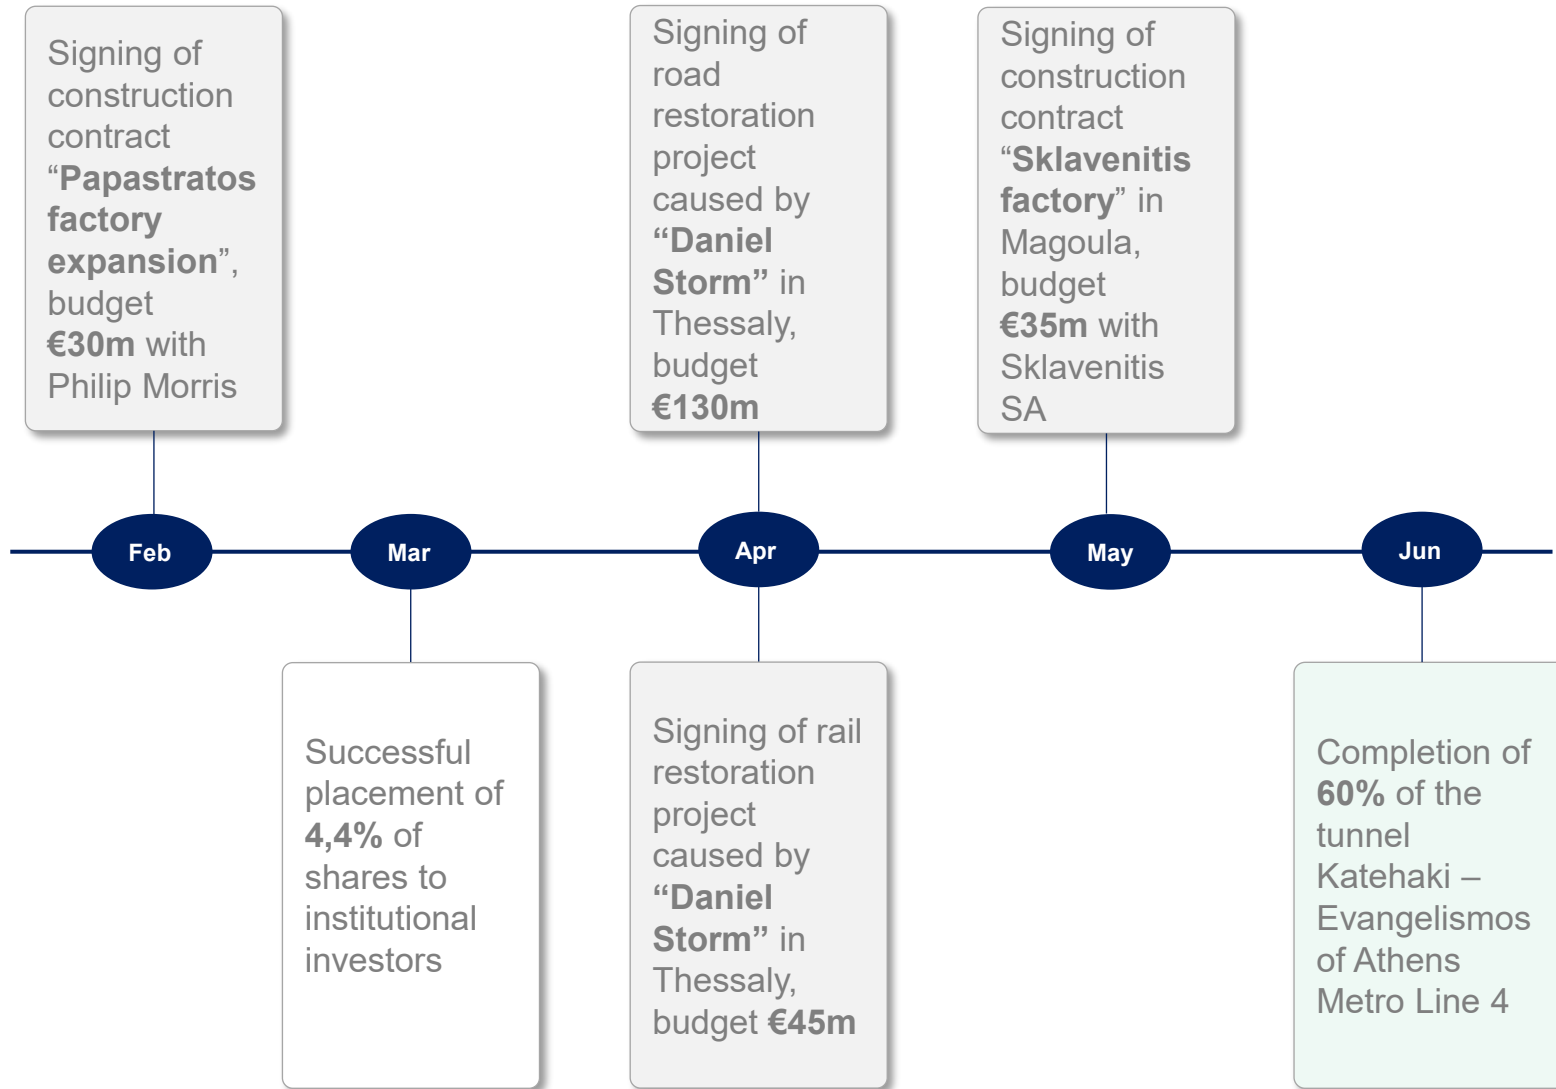 Signing of
construction
contract
“Papastratos
factory
expansion”,
budget
€30m with
Philip Morris
Signing of
road
restoration
project
caused by
“Daniel
Storm” in
Thessaly,
budget
€130m
Signing of
construction
contract
“Sklavenitis
factory” in
Magoula,
budget
€35m with
Sklavenitis
SA
Feb
Mar
Apr
May
Jun
Successful
placement of
4,4% of
shares to
institutional
investors
Signing of rail
restoration
project
caused by
“Daniel
Storm” in
Thessaly,
budget €45m
Completion of
60% of the
tunnel
Katehaki –
Evangelismos
of Athens
Metro Line 4